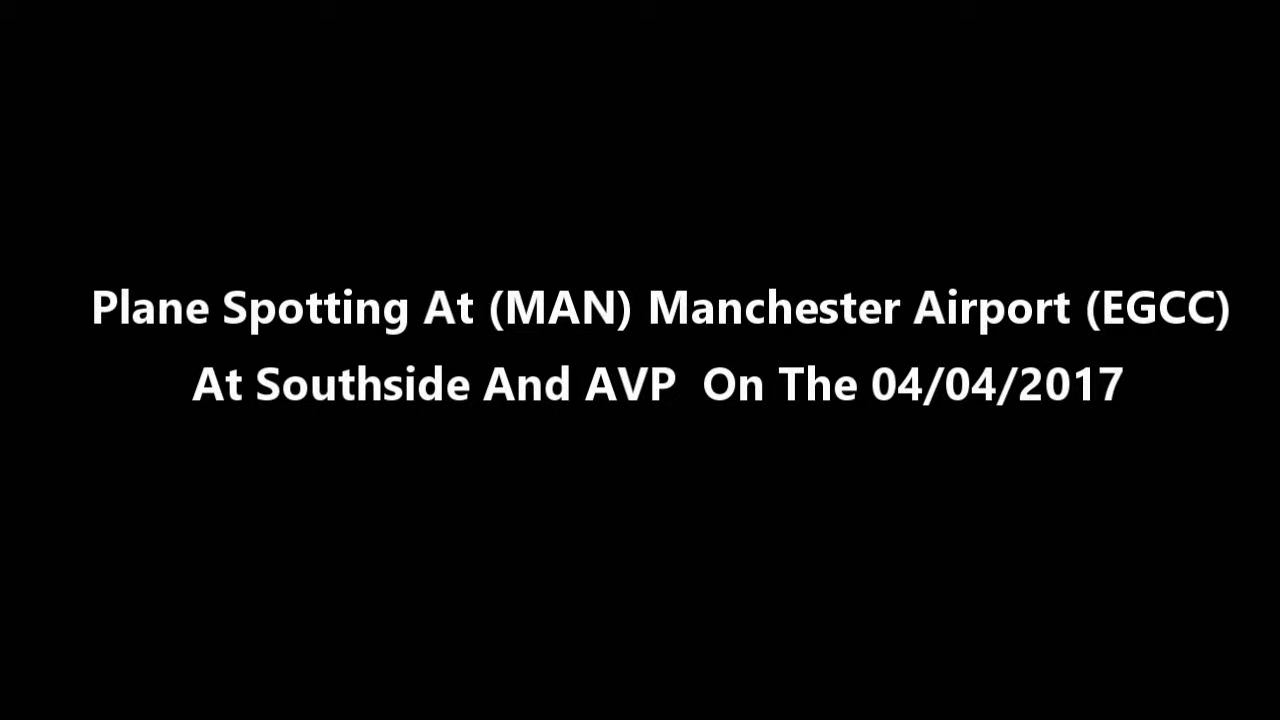 Plane Spotting At (MAN) Manchester Airport (EGCC)
At Southside And AVP  On The 04/04/2017